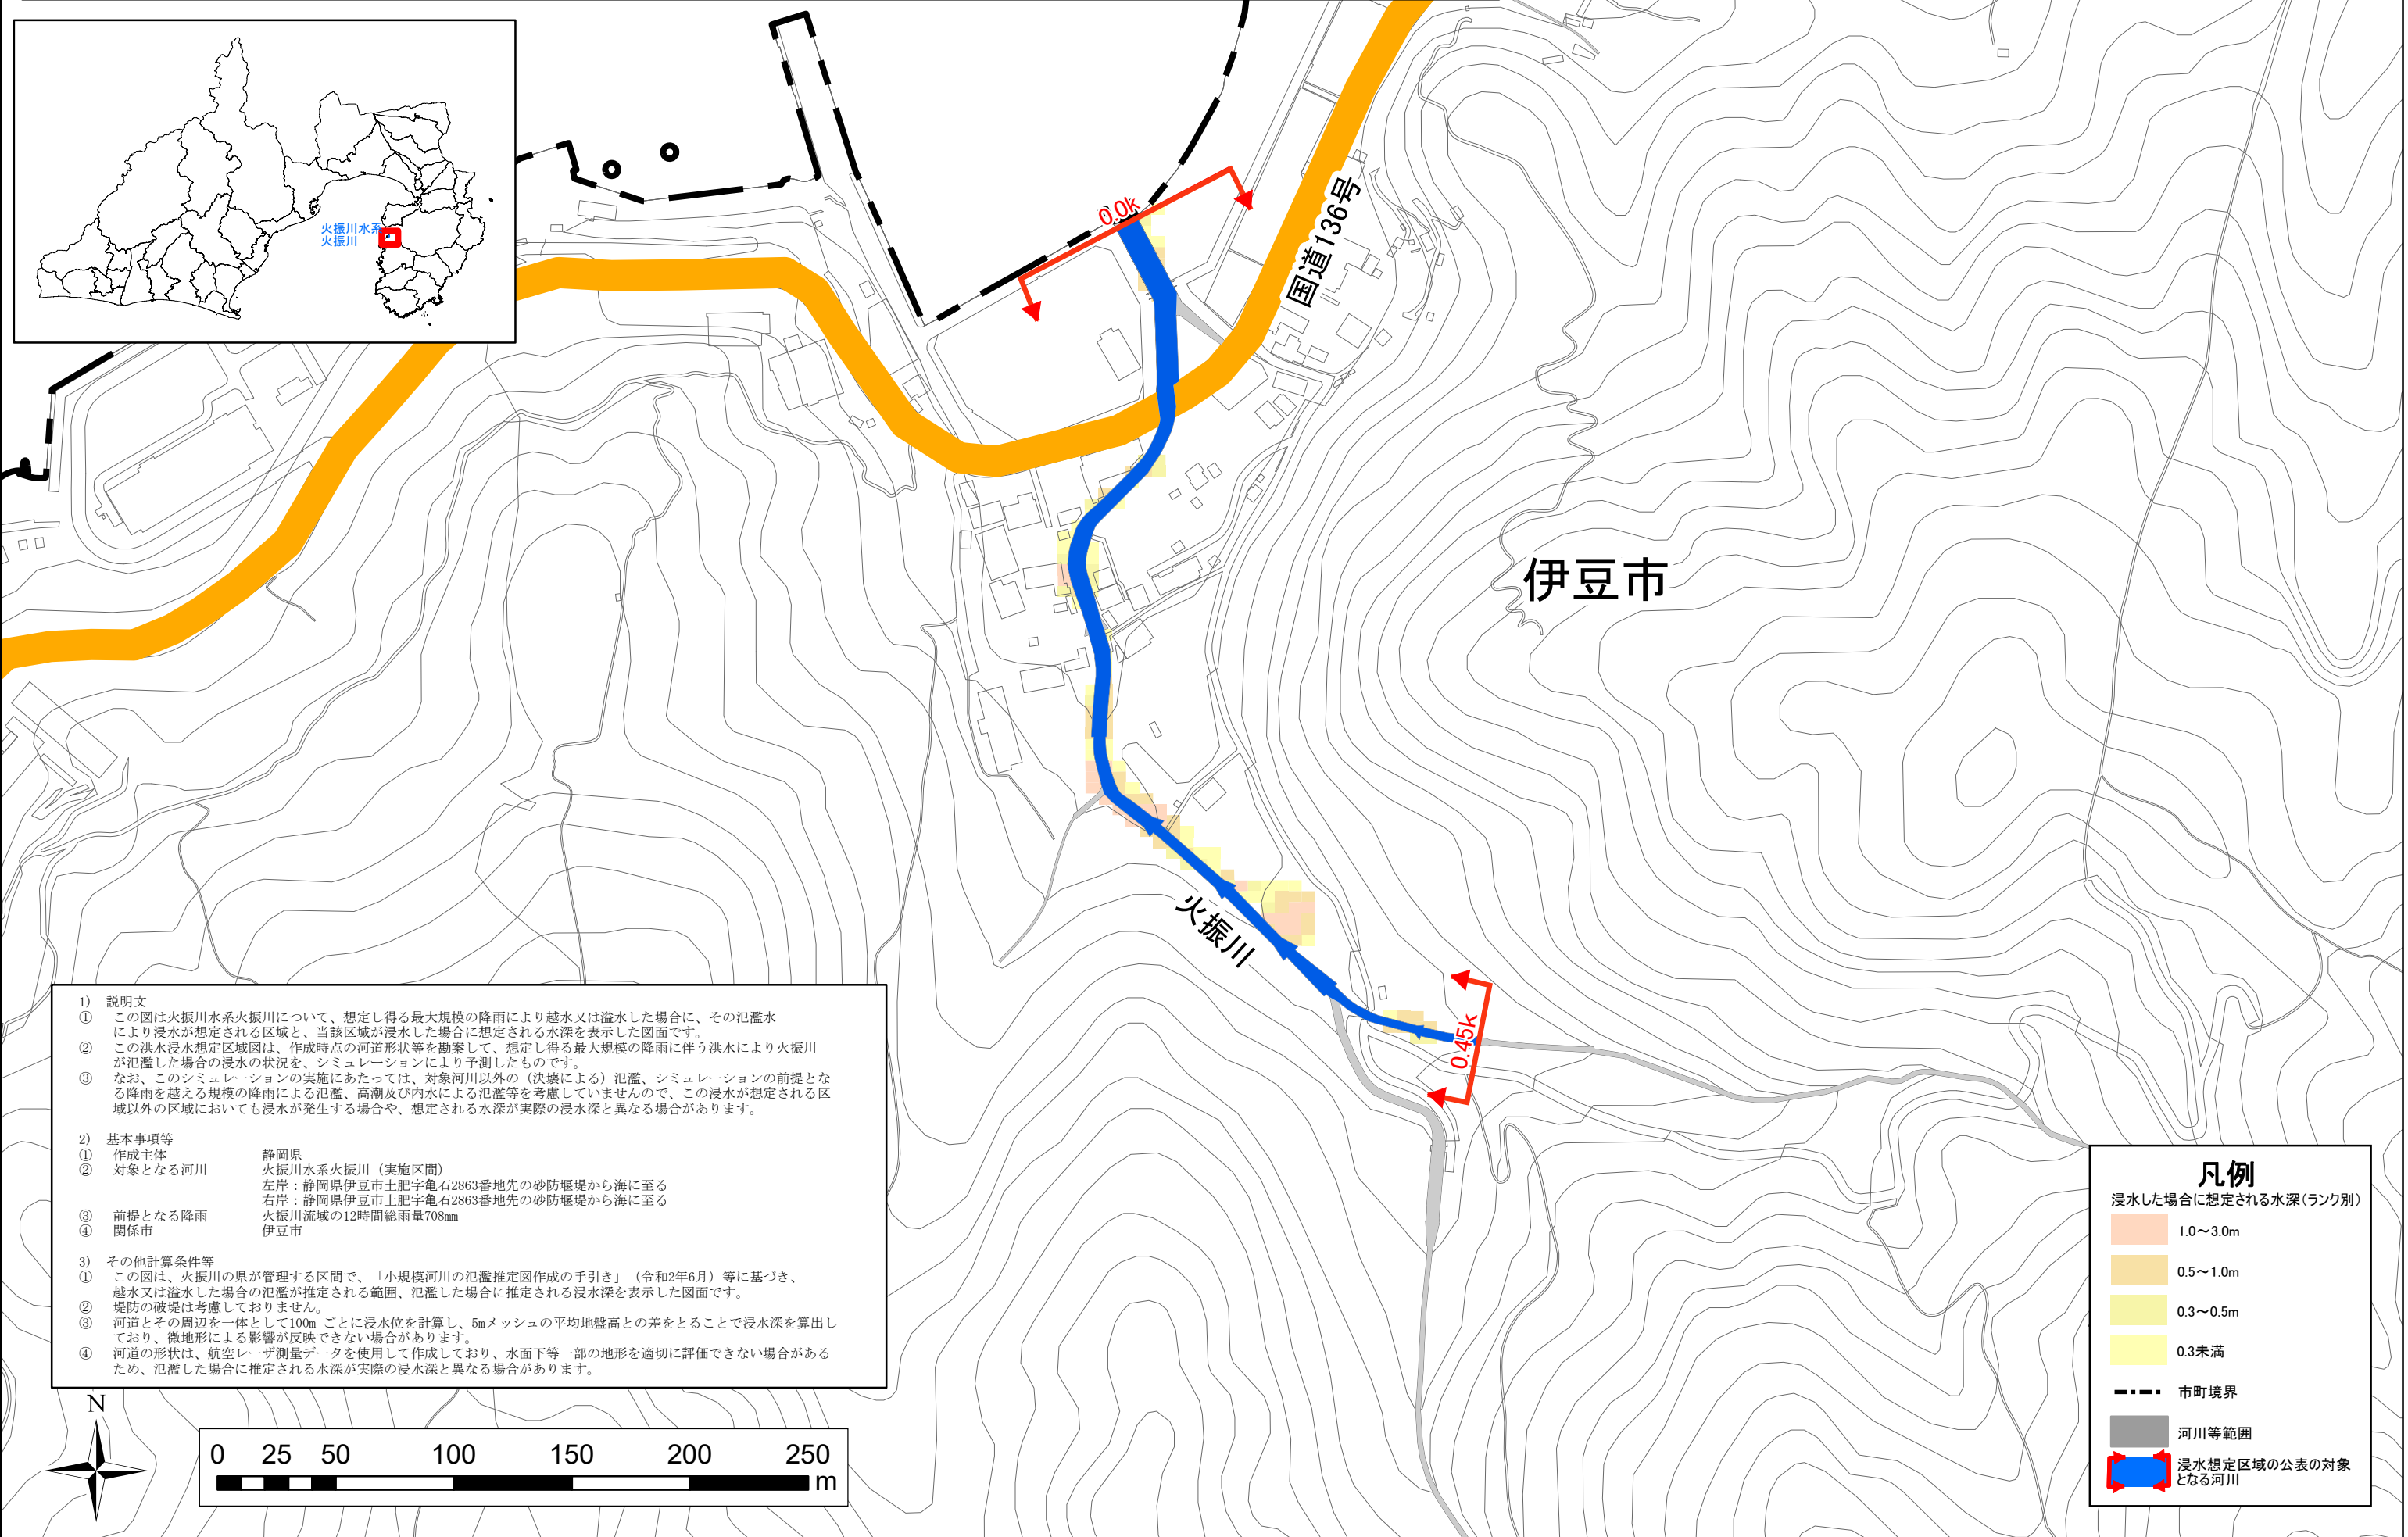 火振川水系
火振川
0.0k
国道136号
伊豆市
火振川
0.45k
1) 説明文
① この図は火振川水系火振川について、想定し得る最大規模の降雨により越水又は溢水した場合に、その氾濫水
により浸水が想定される区域と、当該区域が浸水した場合に想定される水深を表示した図面です。
② この洪水浸水想定区域図は、作成時点の河道形状等を勘案して、想定し得る最大規模の降雨に伴う洪水により火振川
が氾濫した場合の浸水の状況を、シミュレーションにより予測したものです。
③ なお、このシミュレーションの実施にあたっては、対象河川以外の（決壊による）氾濫、シミュレーションの前提とな
る降雨を越える規模の降雨による氾濫、高潮及び内水による氾濫等を考慮していませんので、この浸水が想定される区
域以外の区域においても浸水が発生する場合や、想定される水深が実際の浸水深と異なる場合があります。
2) 基本事項等
① 作成主体 静岡県
② 対象となる河川 火振川水系火振川（実施区間）
左岸：静岡県伊豆市土肥字亀石2863番地先の砂防堰堤から海に至る
右岸：静岡県伊豆市土肥字亀石2863番地先の砂防堰堤から海に至る
③ 前提となる降雨 火振川流域の12時間総雨量708mm
④ 関係市 伊豆市
3) その他計算条件等
① この図は、火振川の県が管理する区間で、「小規模河川の氾濫推定図作成の手引き」（令和2年6月）等に基づき、
越水又は溢水した場合の氾濫が推定される範囲、氾濫した場合に推定される浸水深を表示した図面です。
② 堤防の破堤は考慮しておりません。
③ 河道とその周辺を一体として100m ごとに浸水位を計算し、5mメッシュの平均地盤高との差をとることで浸水深を算出し
ており、微地形による影響が反映できない場合があります。
④ 河道の形状は、航空レーザ測量データを使用して作成しており、水面下等一部の地形を適切に評価できない場合がある
ため、氾濫した場合に推定される水深が実際の浸水深と異なる場合があります。
N
0 25 50 100 150 200 250
m
凡例
浸水した場合に想定される水深（ランク別）
1.0～3.0m
0.5～1.0m
0.3～0.5m
0.3未満
市町境界
河川等範囲
浸水想定区域の公表の対象
となる河川